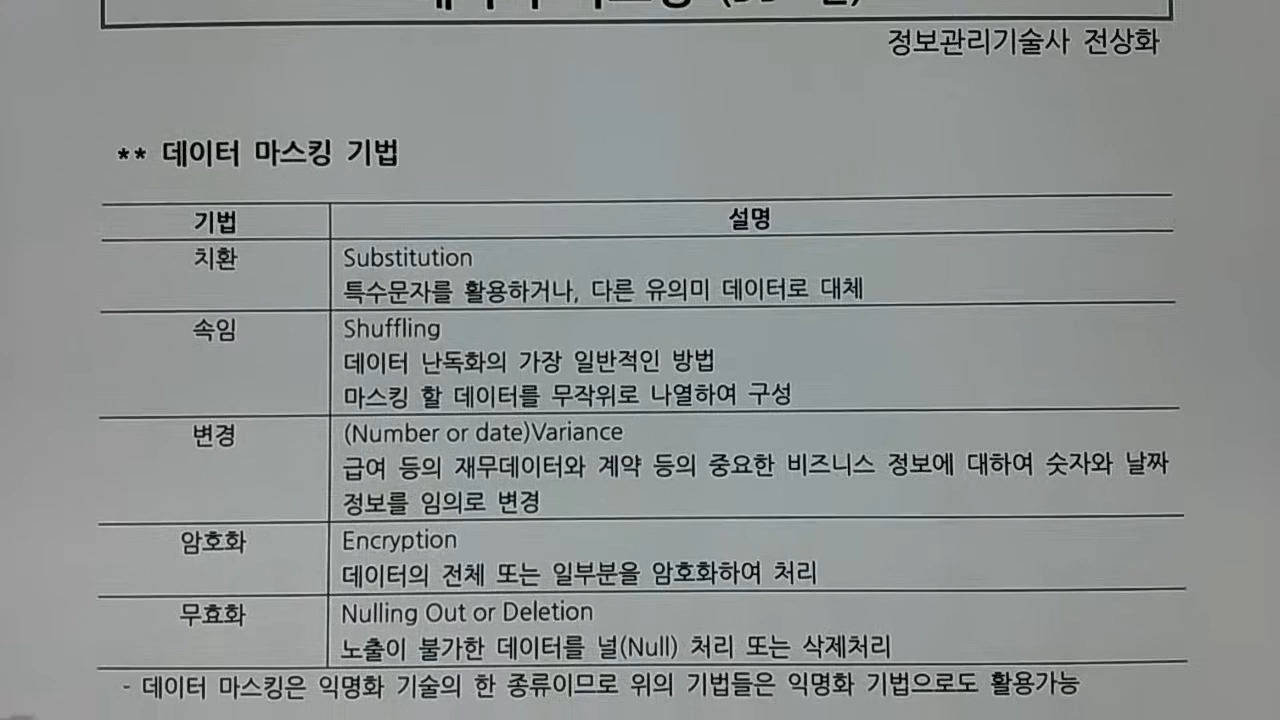 정보관리기술사 전상화
** 데이터 마스킹 기법
기법 설명
치환 Substitution
특수문자를 활용하거나, 다른 유의미 데이터로 대체
속임 Shuffling
데이터 난독화의 가장 일반적인 방법
마스킹 할 데이터를 무작위로 나열하여 구성
변경 (Number or date)Variance
급여 등의 재무데이터와 계약 등의 중요한 비즈니스 정보에 대하여 숫자와 날짜
정보를 임의로 변경
암호화 Encryption
데이터의 전체 또는 일부분을 암호화하여 처리
무효화 Nulling Out or Deletion
노출이 불가한 데이터를 널(Null) 처리 또는 삭제처리
- 데이터 마스킹은 익명화 기술의 한 종류이므로 위의 기법들은 익명화 기법으로도 활용가능